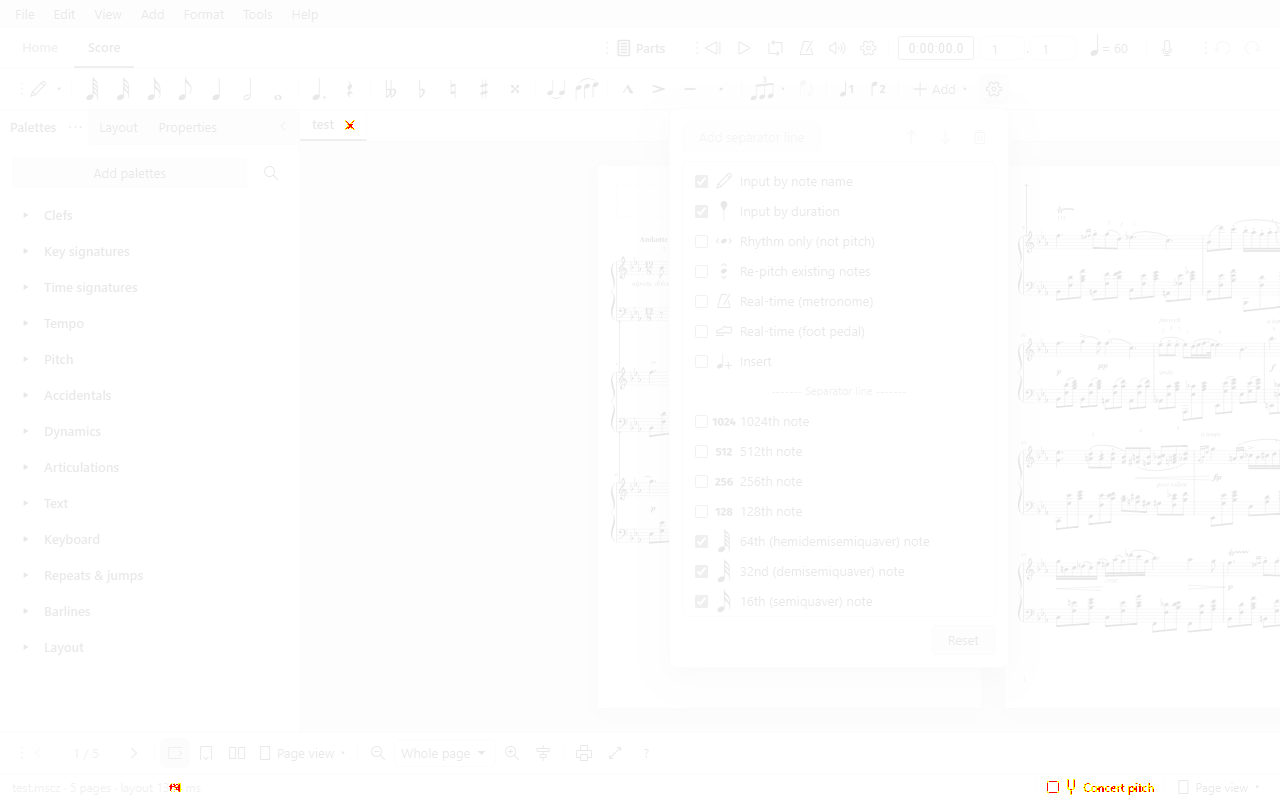 File Edit View Add Format Tools Help
Home Score Parts 0:00:00.0 1 . 1 = 60
1 2 Add
Palettes Layout Properties test
Add separator line
Add palettes
Input by note name
Clefs
Input by duration
Key signatures
Rhythm only (not pitch)
Re-pitch existing notes
Time signatures
Real-time (metronome)
Tempo
Real-time (foot pedal)
Pitch
Insert
Accidentals
------- Separator line -------
Dynamics
1024 1024th note
512 512th note
Articulations
256 256th note
Text
128 128th note
Keyboard
64th (hemidemisemiquaver) note
Repeats & jumps
32nd (demisemiquaver) note
Barlines
16th (semiquaver) note
Layout
Reset
1 / 5 Page view Whole page ?
test.mscz · 5 pages · layout ms Concert pitch Page view